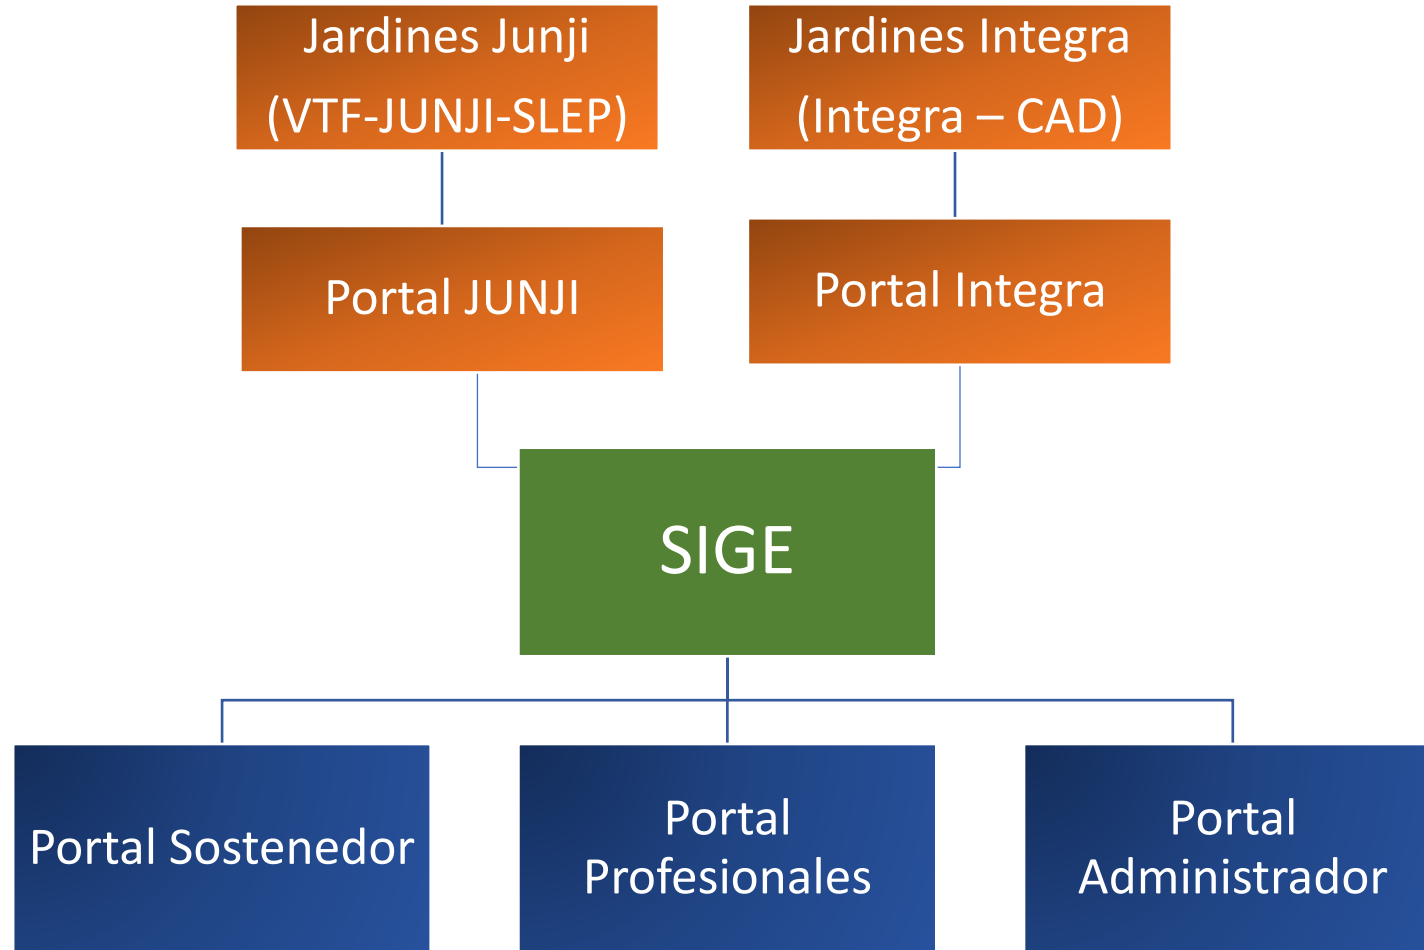 Jardines Junji
(VTF-JUNJI-SLEP)
Jardines Integra
(Integra – CAD)
Portal JUNJI
Portal Integra
SIGE
Portal Sostenedor
Portal
Profesionales
Portal
Administrador